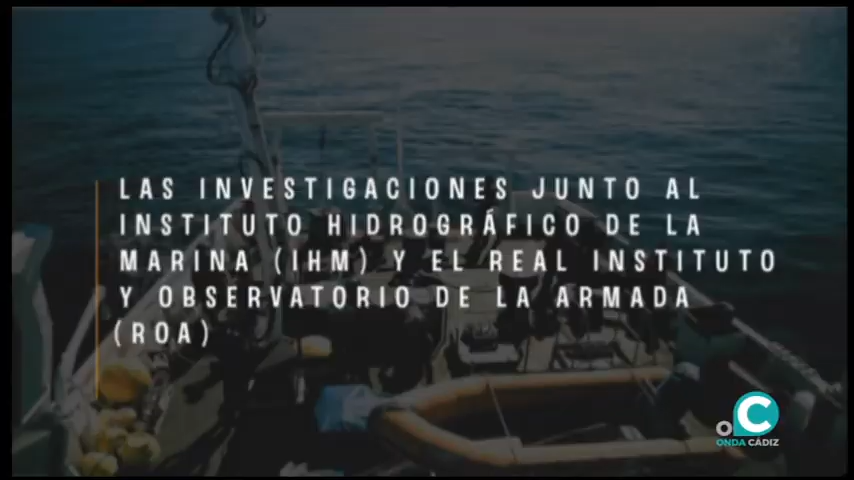 LAS INVESTIGACIONES JUNTO AL
INSTITUTO HIDROGRÁFICO DE LA
MARINA (IHM) Y EL REAL INSTITUTO
Y OBSERVATORIO DE LA ARMADA
(ROA)
OC
ONDA CÁDIZ